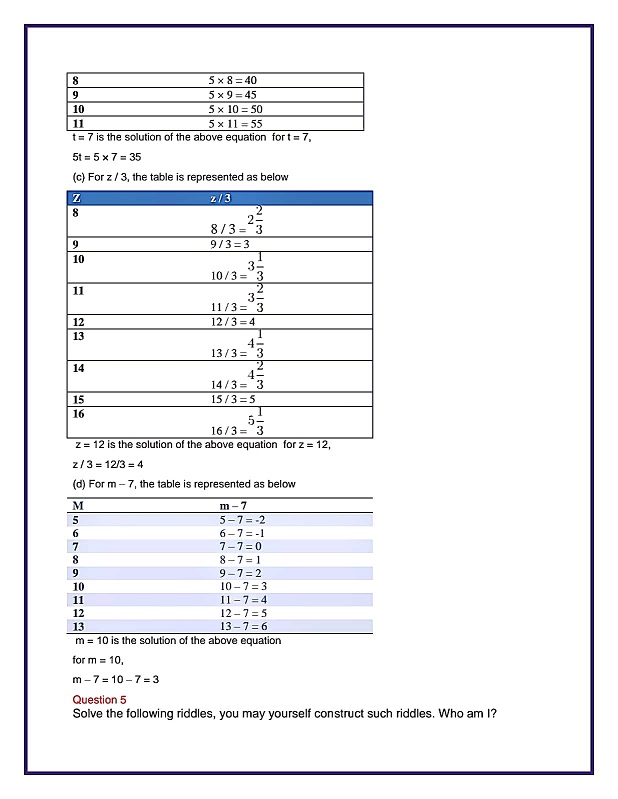 8 5 × 8 = 40
9 5 × 9 = 45
10 5 × 10 = 50
11 5 × 11 = 55
t = 7 is the solution of the above equation for t = 7,
5t = 5 × 7 = 35
(c) For z / 3, the table is represented as below
Z z / 3
8 8 / 3 = 2 2/3
9 9 / 3 = 3
10 10 / 3 = 3 1/3
11 11 / 3 = 3 2/3
12 12 / 3 = 4
13 13 / 3 = 4 1/3
14 14 / 3 = 4 2/3
15 15 / 3 = 5
16 16 / 3 = 5 1/3
z = 12 is the solution of the above equation for z = 12,
z / 3 = 12/3 = 4
(d) For m – 7, the table is represented as below
M m – 7
5 5 – 7 = -2
6 6 – 7 = -1
7 7 – 7 = 0
8 8 – 7 = 1
9 9 – 7 = 2
10 10 – 7 = 3
11 11 – 7 = 4
12 12 – 7 = 5
13 13 – 7 = 6
m = 10 is the solution of the above equation
for m = 10,
m – 7 = 10 – 7 = 3
Question 5
Solve the following riddles, you may yourself construct such riddles. Who am I?